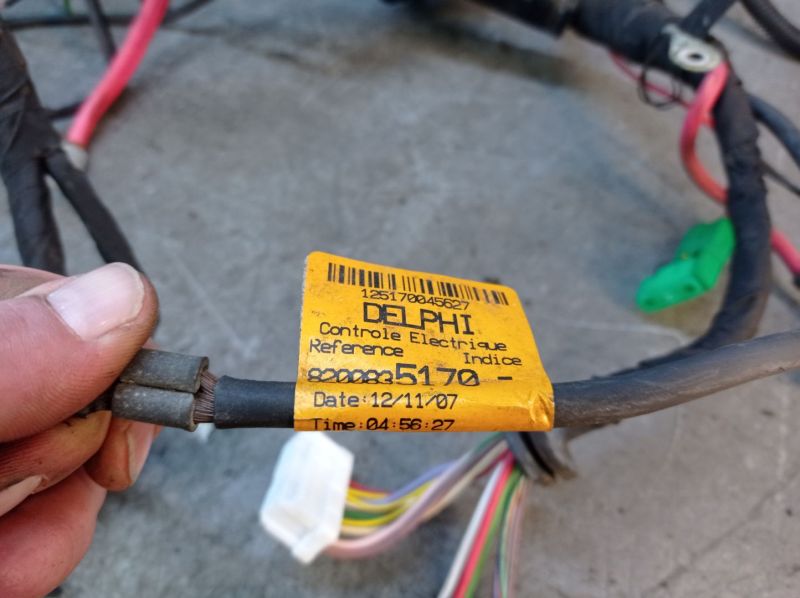 125170045627
DELPHI
Controle Electrique
Reference Indice
8200835170 -
Date:12/11/07
Time:04:56:27